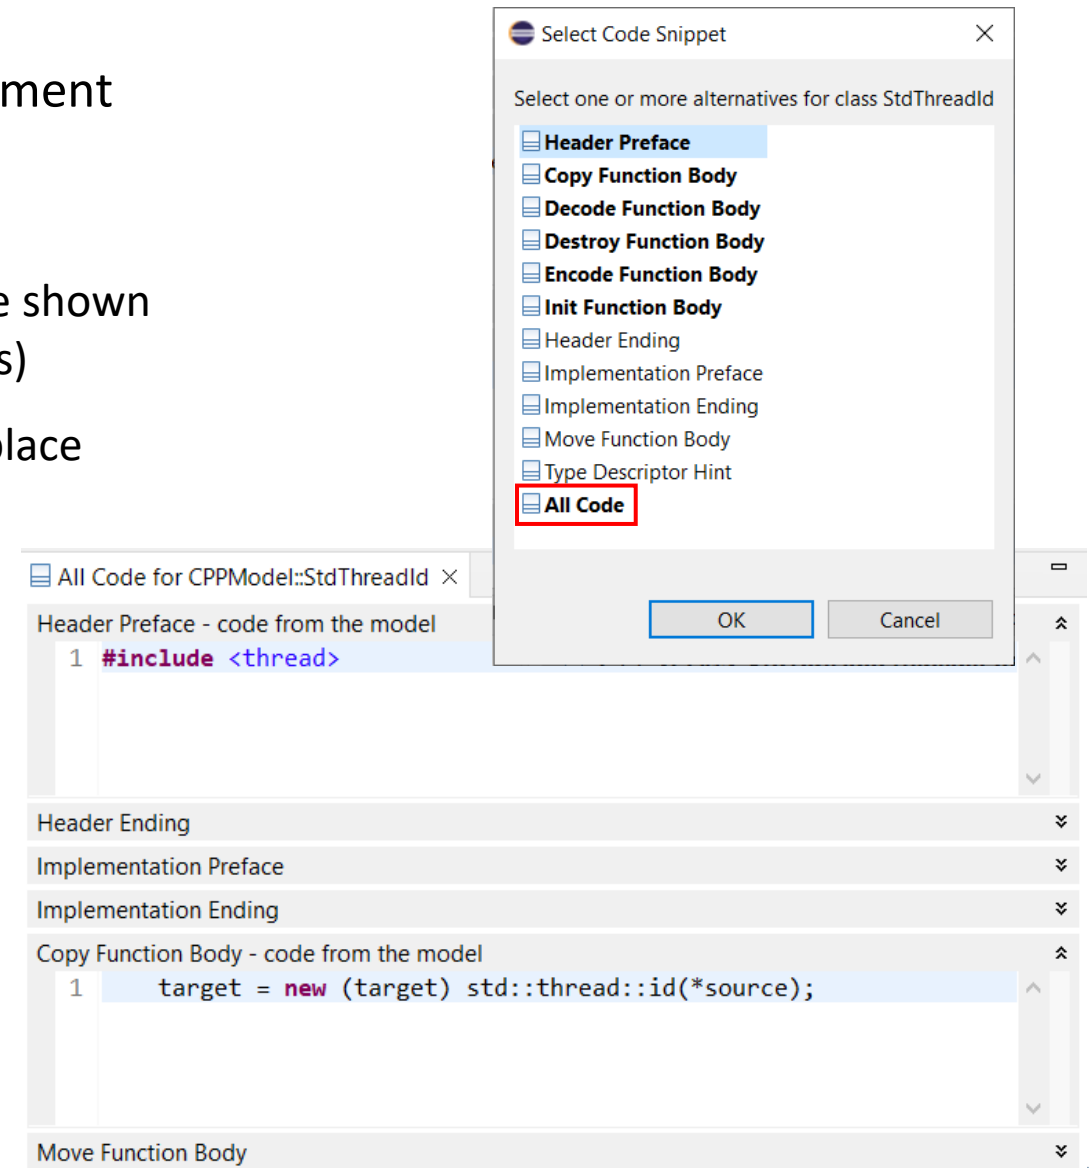 ment
e shown
s)
place
Select Code Snippet
Select one or more alternatives for class StdThreadId
Header Preface
Copy Function Body
Decode Function Body
Destroy Function Body
Encode Function Body
Init Function Body
Header Ending
Implementation Preface
Implementation Ending
Move Function Body
Type Descriptor Hint
All Code
OK
Cancel
All Code for CPPModel::StdThreadId
Header Preface - code from the model
1 #include <thread>
Header Ending
Implementation Preface
Implementation Ending
Copy Function Body - code from the model
1 target = new (target) std::thread::id(*source);
Move Function Body